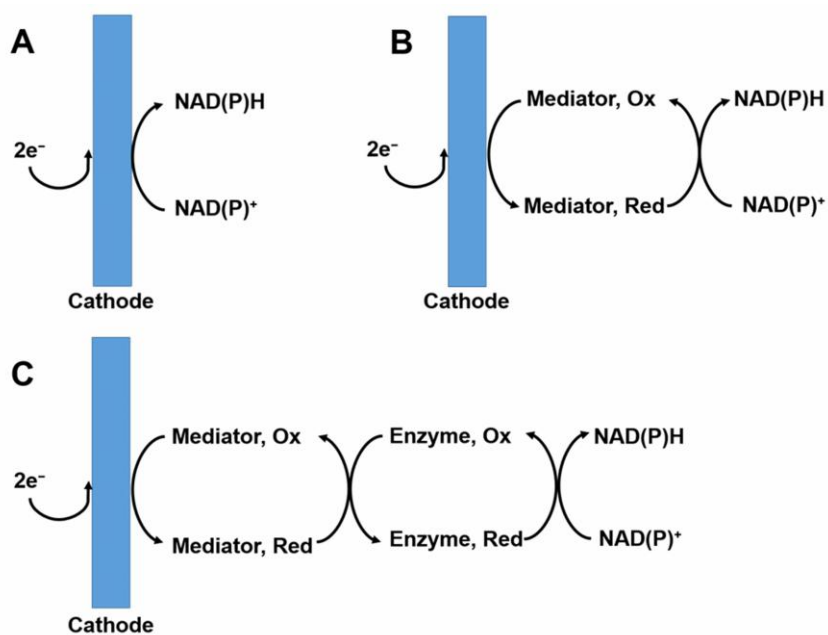 A
NAD(P)H
2e⁻
NAD(P)⁺
Cathode
B
Mediator, Ox
NAD(P)H
2e⁻
Mediator, Red
NAD(P)⁺
Cathode
C
Mediator, Ox
Enzyme, Ox
NAD(P)H
2e⁻
Mediator, Red
Enzyme, Red
NAD(P)⁺
Cathode